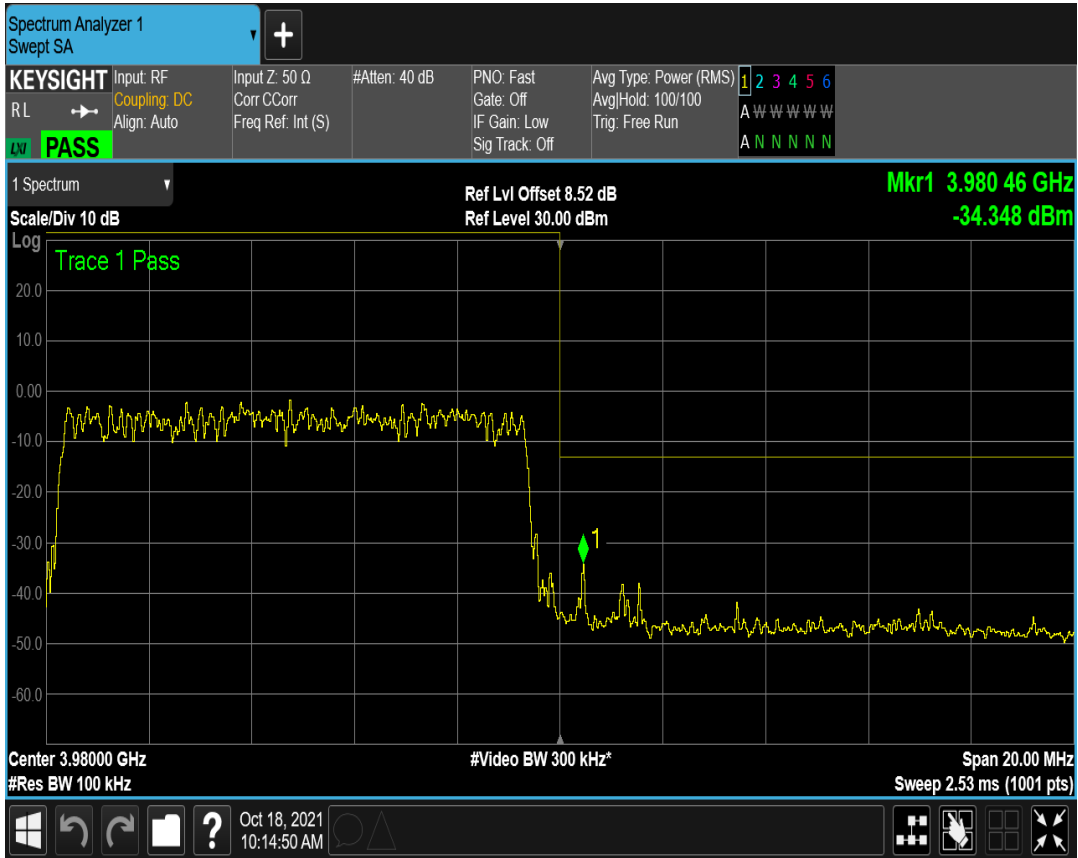 Spectrum Analyzer 1
Swept SA
+
KEYSIGHT
R L
LXI PASS
Input: RF
Coupling: DC
Align: Auto
Input Z: 50 Ω
Corr CCorr
Freq Ref: Int (S)
#Atten: 40 dB
PNO: Fast
Gate: Off
IF Gain: Low
Sig Track: Off
Avg Type: Power (RMS)
Avg|Hold: 100/100
Trig: Free Run
1 2 3 4 5 6
A W W W W W
A N N N N N
1 Spectrum
Scale/Div 10 dB
Ref Lvl Offset 8.52 dB
Ref Level 30.00 dBm
Mkr1 3.980 46 GHz
-34.348 dBm
Log
Trace 1 Pass
20.0
10.0
0.00
-10.0
-20.0
-30.0
-40.0
-50.0
-60.0
1
Center 3.98000 GHz
#Res BW 100 kHz
#Video BW 300 kHz*
Span 20.00 MHz
Sweep 2.53 ms (1001 pts)
?
Oct 18, 2021
10:14:50 AM